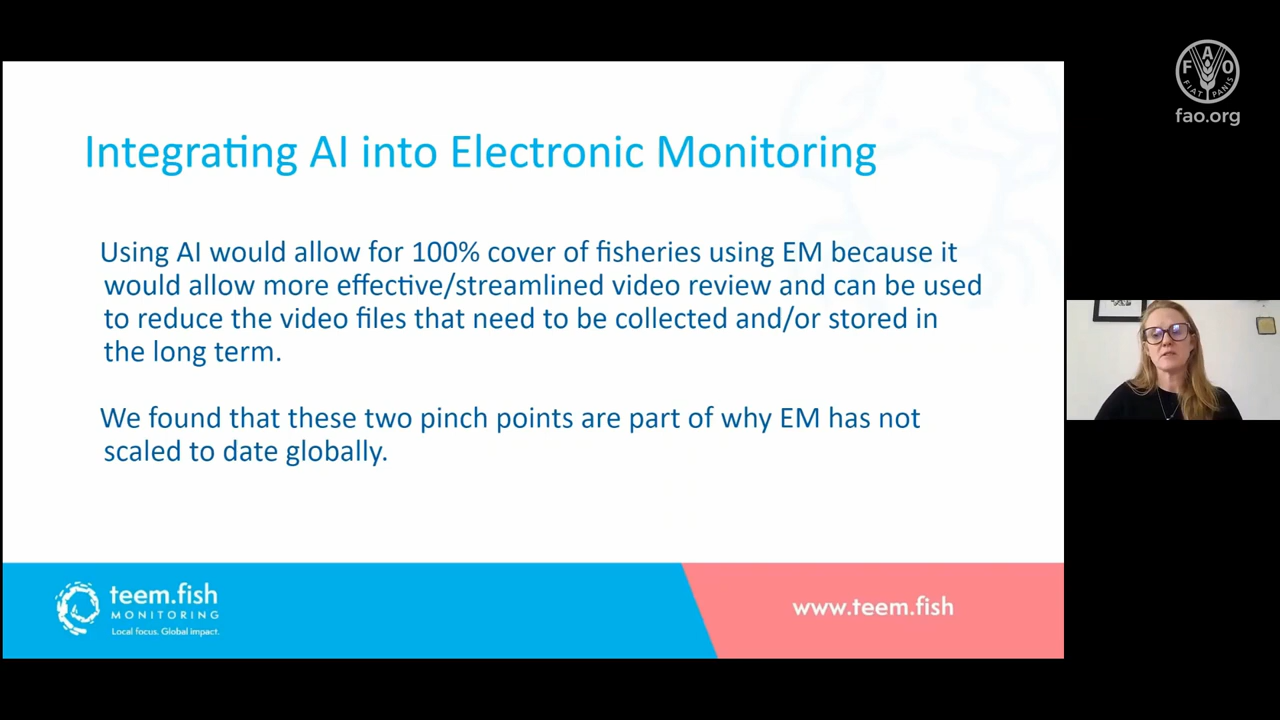 Integrating AI into Electronic Monitoring
Using AI would allow for 100% cover of fisheries using EM because it
would allow more effective/streamlined video review and can be used
to reduce the video files that need to be collected and/or stored in
the long term.
We found that these two pinch points are part of why EM has not
scaled to date globally.
teem.fish
MONITORING
Local focus. Global impact.
www.teem.fish
F A O
FIAT PANIS
fao.org